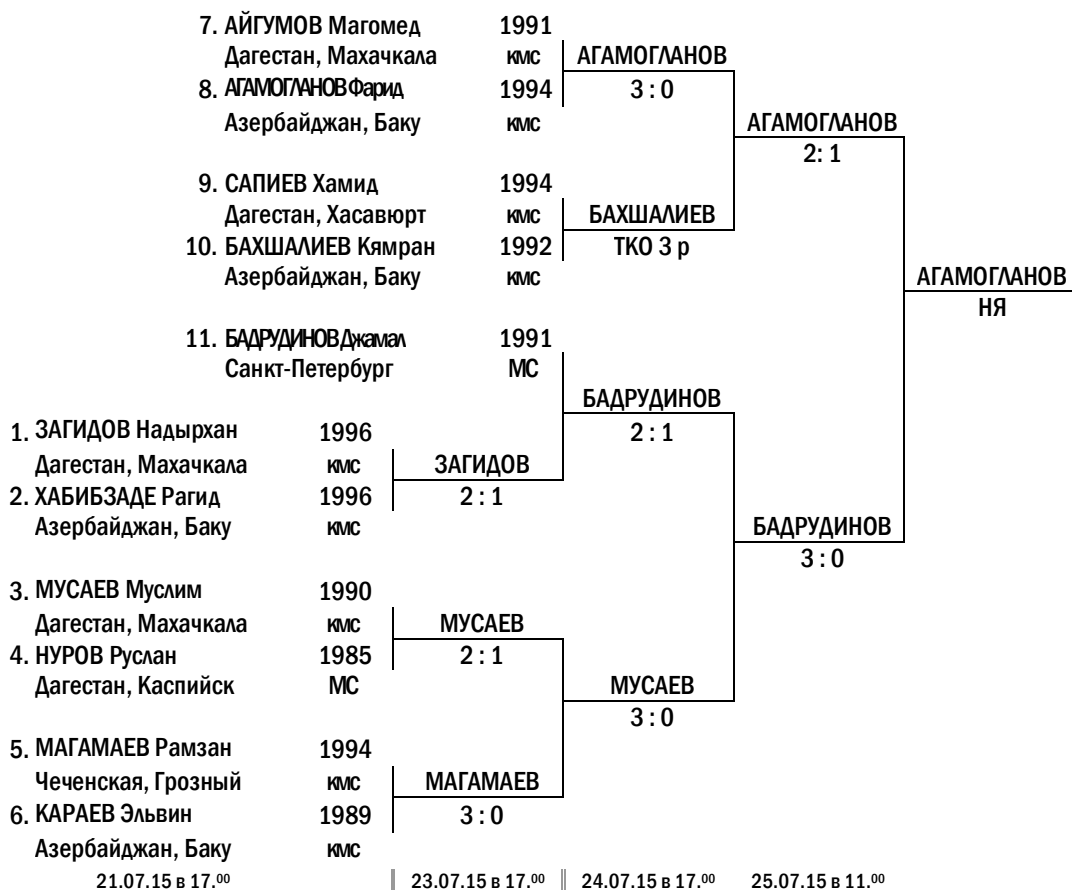 7. АЙГУМОВ Магомед 1991
Дагестан, Махачкала кмс АГАМОГЛАНОВ
8. АГАМОГЛАНОВ Фарид 1994 3 : 0
Азербайджан, Баку кмс АГАМОГЛАНОВ
2: 1
9. САПИЕВ Хамид 1994
Дагестан, Хасавюрт кмс БАХШАЛИЕВ
10. БАХШАЛИЕВ Кямран 1992 ТКО 3 р
Азербайджан, Баку кмс АГАМОГЛАНОВ
НЯ
11. БАДРУДИНОВ Джамал 1991
Санкт-Петербург МС
БАДРУДИНОВ
1. ЗАГИДОВ Надырхан 1996 2 : 1
Дагестан, Махачкала кмс ЗАГИДОВ
2. ХАБИБЗАДЕ Рагид 1996 2 : 1
Азербайджан, Баку кмс БАДРУДИНОВ
3 : 0
3. МУСАЕВ Муслим 1990
Дагестан, Махачкала кмс МУСАЕВ
4. НУРОВ Руслан 1985 2 : 1
Дагестан, Каспийск МС МУСАЕВ
3 : 0
5. МАГАМАЕВ Рамзан 1994
Чеченская, Грозный кмс МАГАМАЕВ
6. КАРАЕВ Эльвин 1989 3 : 0
Азербайджан, Баку кмс
21.07.15 в 17.00 23.07.15 в 17.00 24.07.15 в 17.00 25.07.15 в 11.00